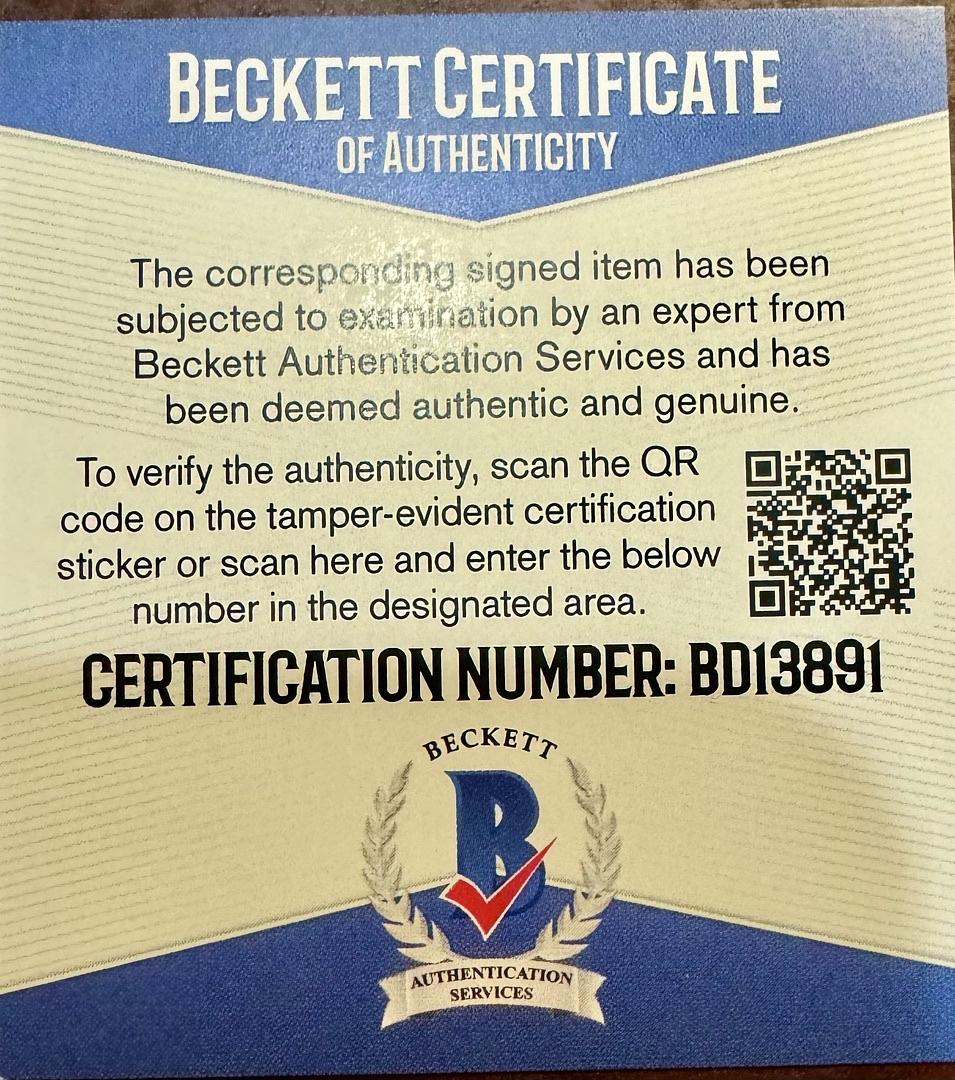 BECKETT CERTIFICATE
OF AUTHENTICITY
The corresponding signed item has been
subjected to examination by an expert from
Beckett Authentication Services and has
been deemed authentic and genuine.
To verify the authenticity, scan the QR
code on the tamper-evident certification
sticker or scan here and enter the below
number in the designated area.
CERTIFICATION NUMBER: BD13891
BECKETT
B
AUTHENTICATION
SERVICES